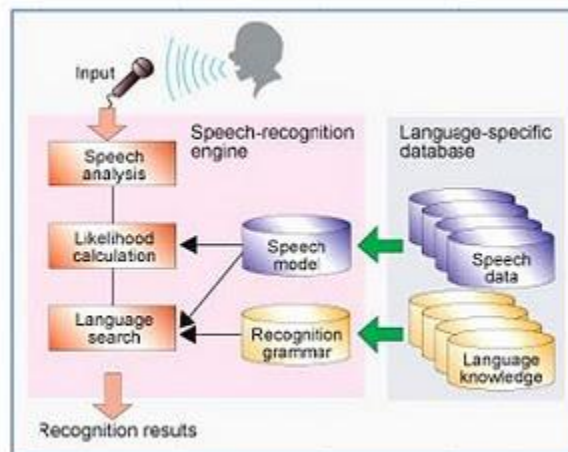 Input
Speech-recognition
engine
Language-specific
database
Speech
analysis
Likelihood
calculation
Speech
model
Speech
data
Language
search
Recognition
grammar
Language
knowledge
Recognition results